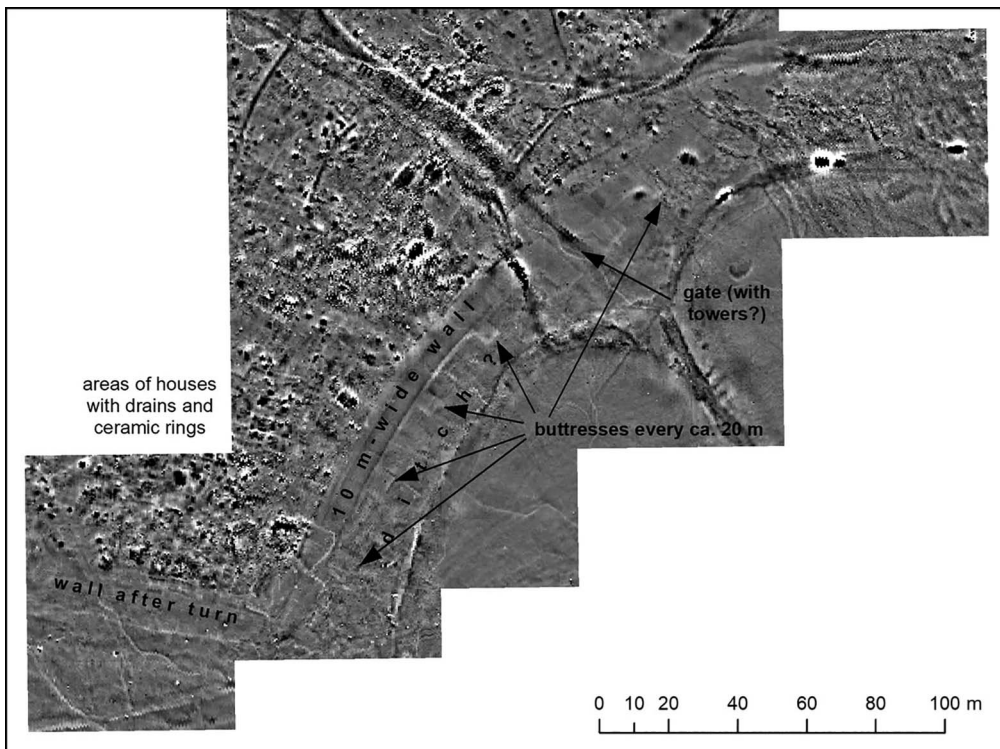 gate (with
towers?)
10 m-wide wall
ditch?
areas of houses
with drains and
ceramic rings
buttresses every ca. 20 m
wall after turn
0 10 20 40 60 80 100 m